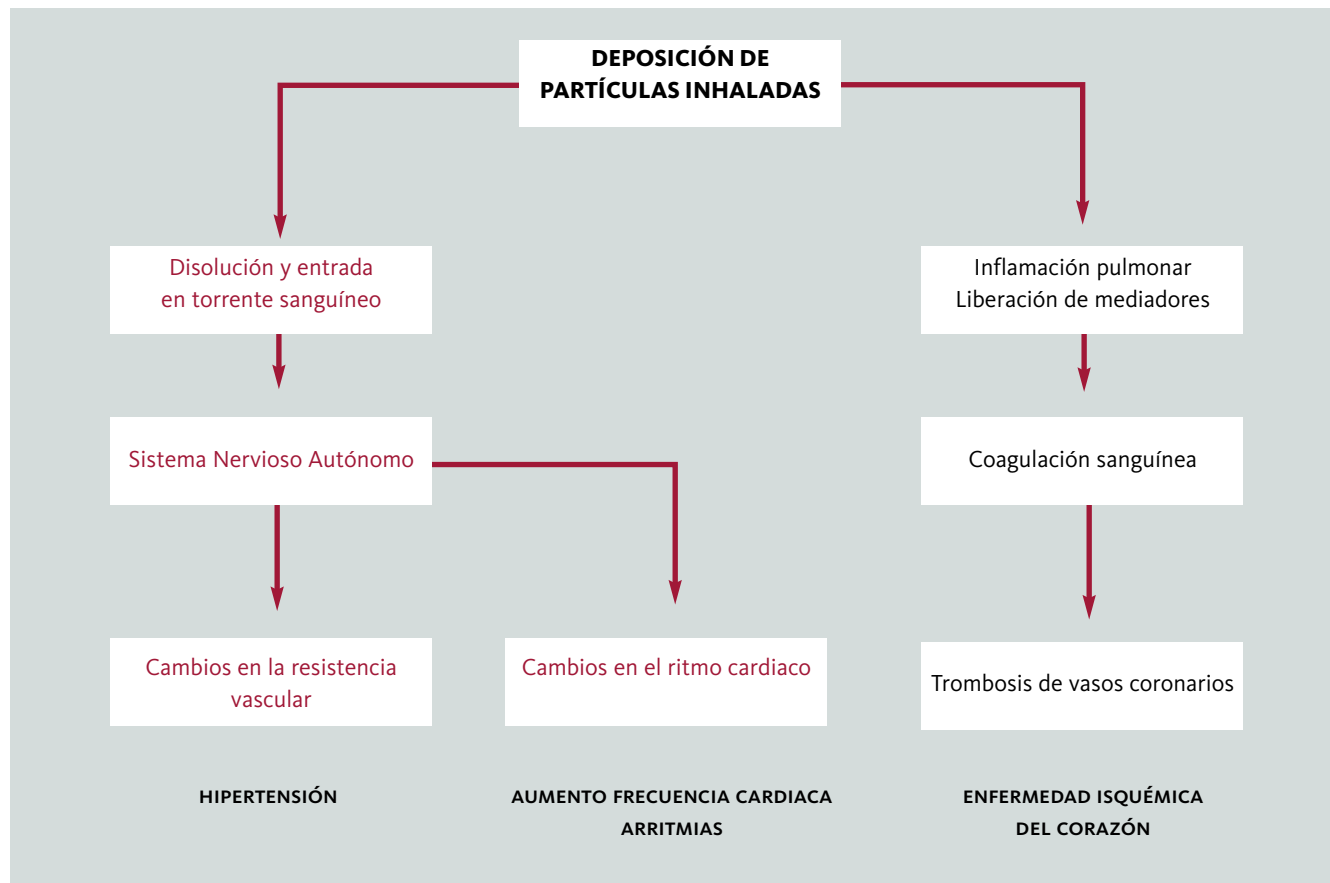 DEPOSICIÓN DE
PARTÍCULAS INHALADAS
Disolución y entrada
en torrente sanguíneo
Inflamación pulmonar
Liberación de mediadores
Sistema Nervioso Autónomo
Coagulación sanguínea
Cambios en la resistencia
vascular
Cambios en el ritmo cardiaco
Trombosis de vasos coronarios
HIPERTENSIÓN
AUMENTO FRECUENCIA CARDIACA
ARRITMIAS
ENFERMEDAD ISQUÉMICA
DEL CORAZÓN